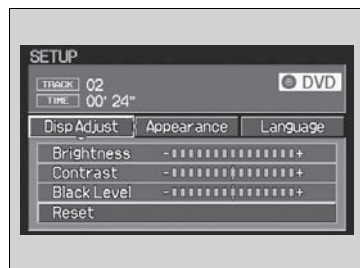 SETUP
TRACK 02
DVD
TIME 00' 24"
Disp Adjust Appearance Language
Brightness - +
Contrast - +
Black Level - +
Reset